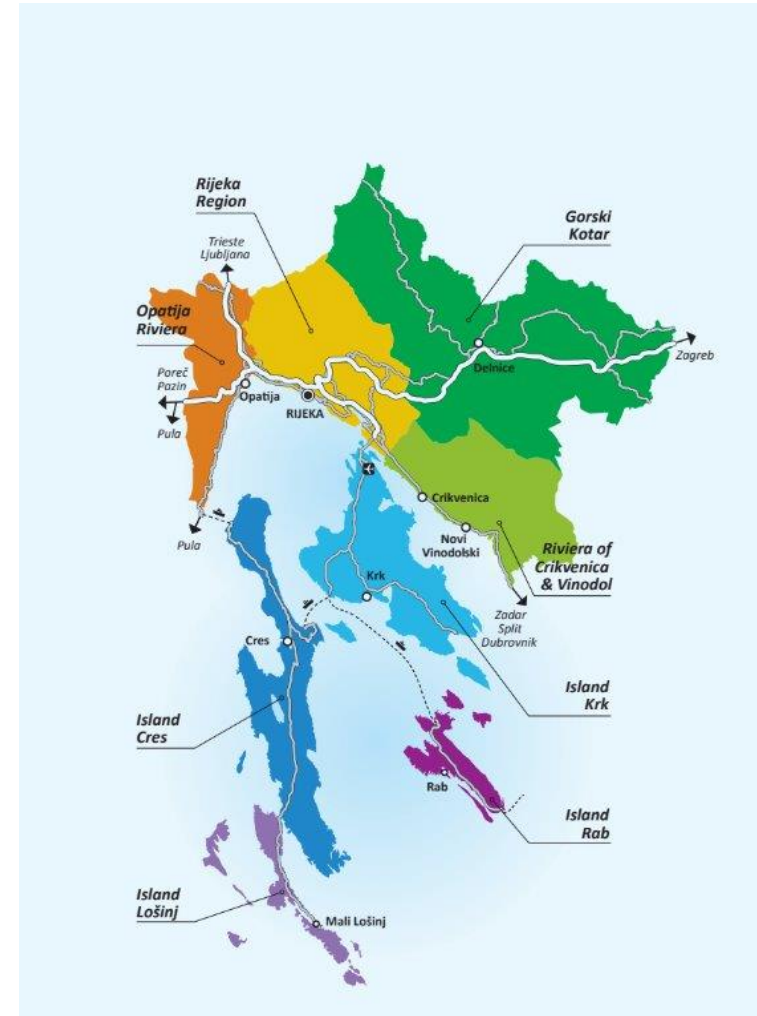 Rijeka
Region
Gorski
Kotar
Trieste
Ljubljana
Opatija
Riviera
Zagreb
Delnice
Poreč
Pazin
Opatija
RIJEKA
Pula
Crikvenica
Novi
Vinodolski
Pula
Riviera of
Crikvenica
& Vinodol
Krk
Zadar
Split
Dubrovnik
Cres
Island
Krk
Island
Cres
Rab
Island
Rab
Island
Lošinj
Mali Lošinj